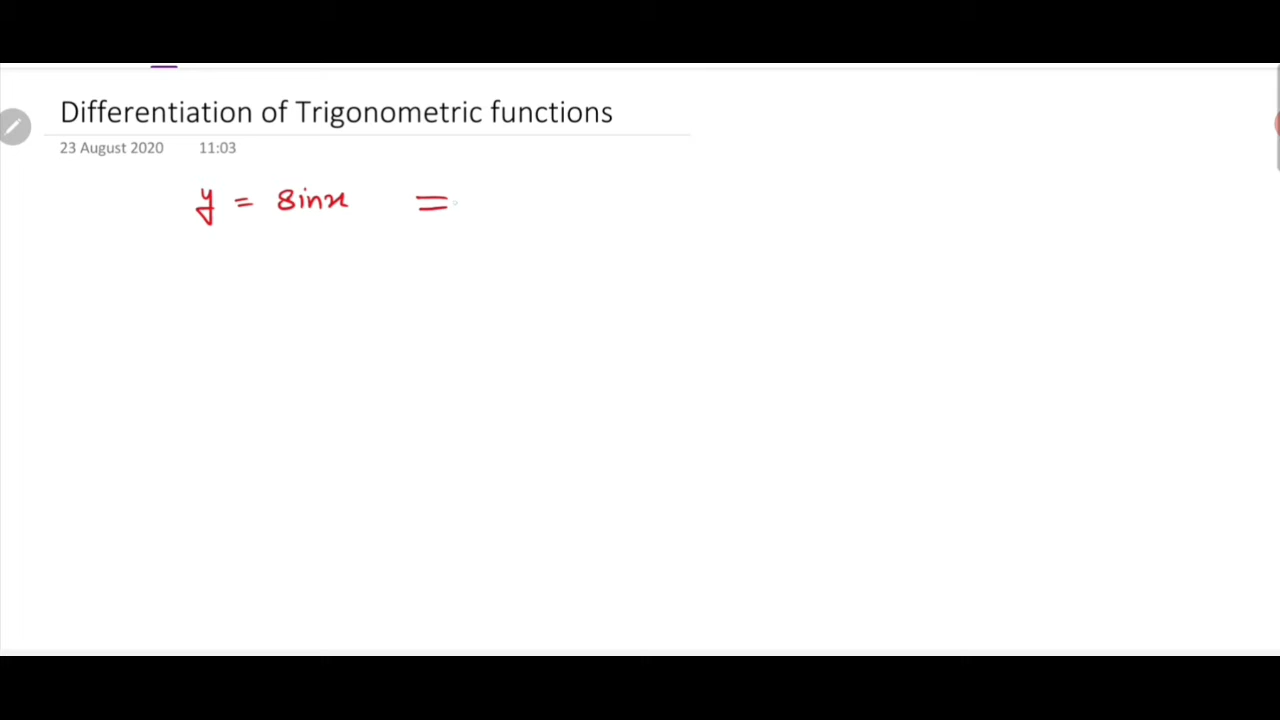 Differentiation of Trigonometric functions
23 August 2020 11:03
y = sinx =